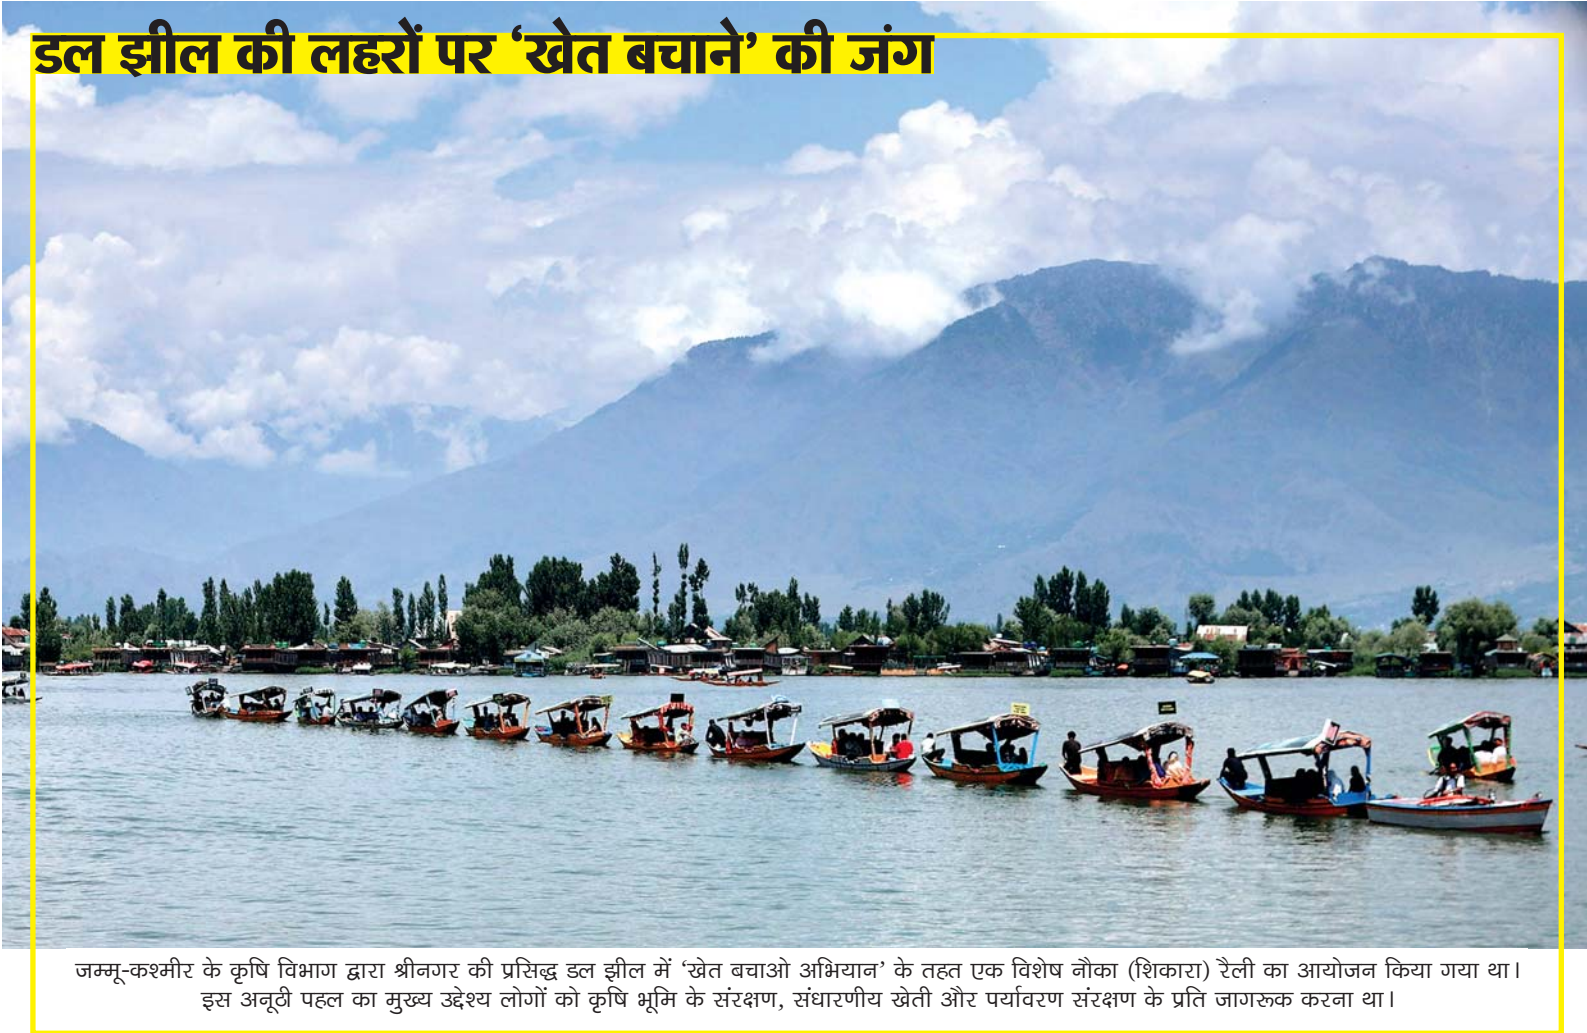 डल झील की लहरों पर ‘खेत बचाने’ की जंग
जम्मू-कश्मीर के कृषि विभाग द्वारा श्रीनगर की प्रसिद्ध डल झील में ‘खेत बचाओ अभियान’ के तहत एक विशेष नौका (शिकारा) रैली का आयोजन किया गया था।
इस अनूठी पहल का मुख्य उद्देश्य लोगों को कृषि भूमि के संरक्षण, संधारणीय खेती और पर्यावरण संरक्षण के प्रति जागरूक करना था।